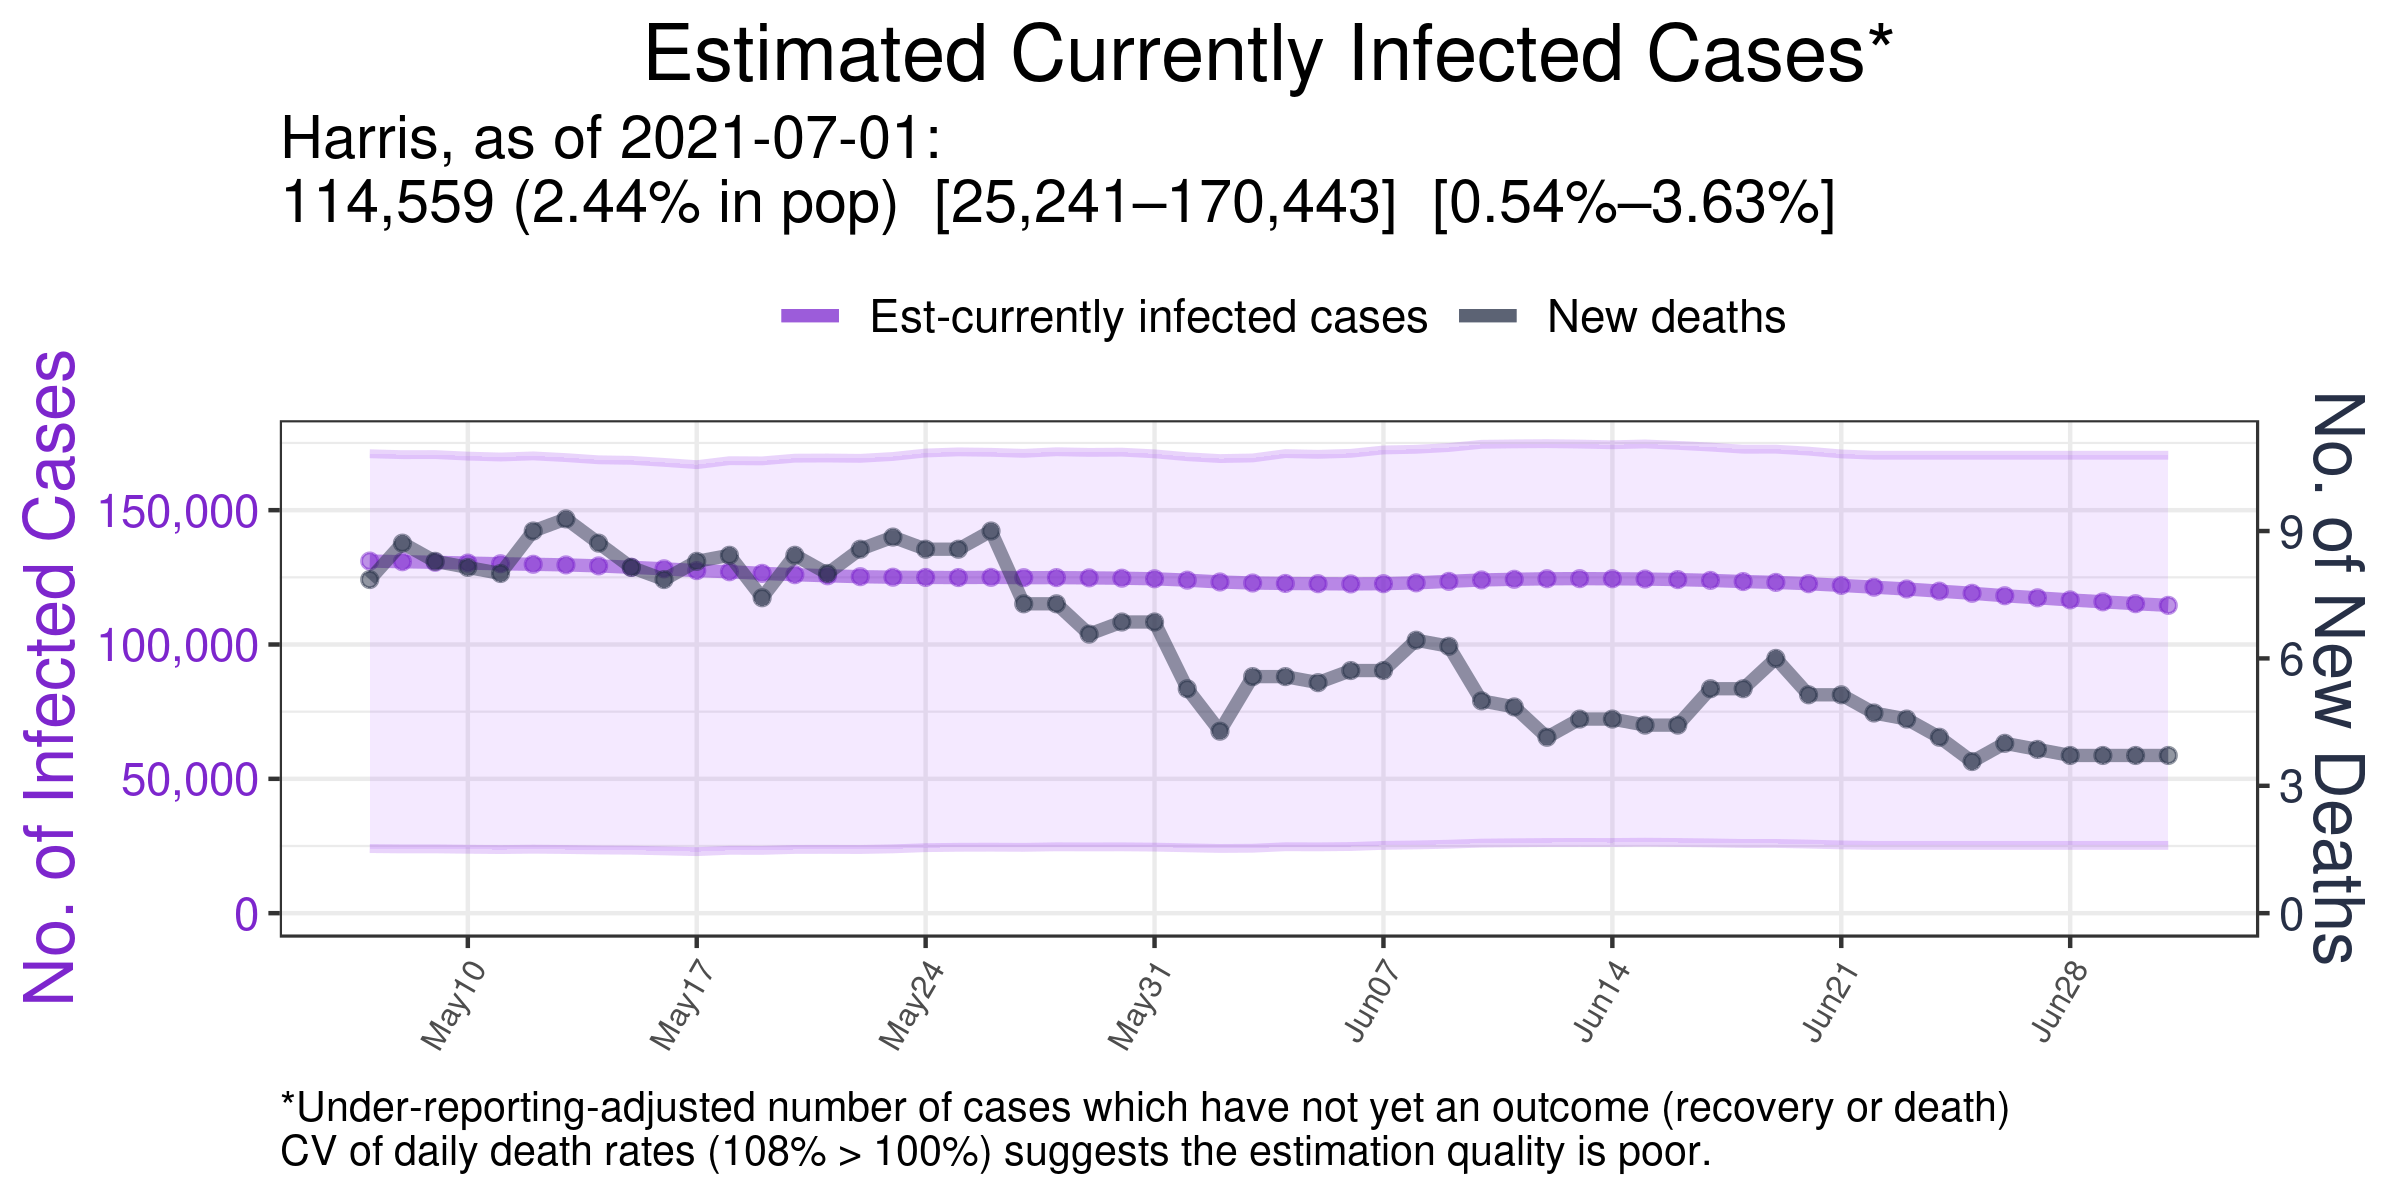 Estimated Currently Infected Cases*
Harris, as of 2021-07-01:
114,559 (2.44% in pop)  [25,241–170,443]  [0.54%–3.63%]
Est-currently infected cases
New deaths
No. of Infected Cases
150,000
100,000
50,000
0
No. of New Deaths
9
6
3
0
May10
May17
May24
May31
Jun07
Jun14
Jun21
Jun28
*Under-reporting-adjusted number of cases which have not yet an outcome (recovery or death)
CV of daily death rates (108% > 100%) suggests the estimation quality is poor.